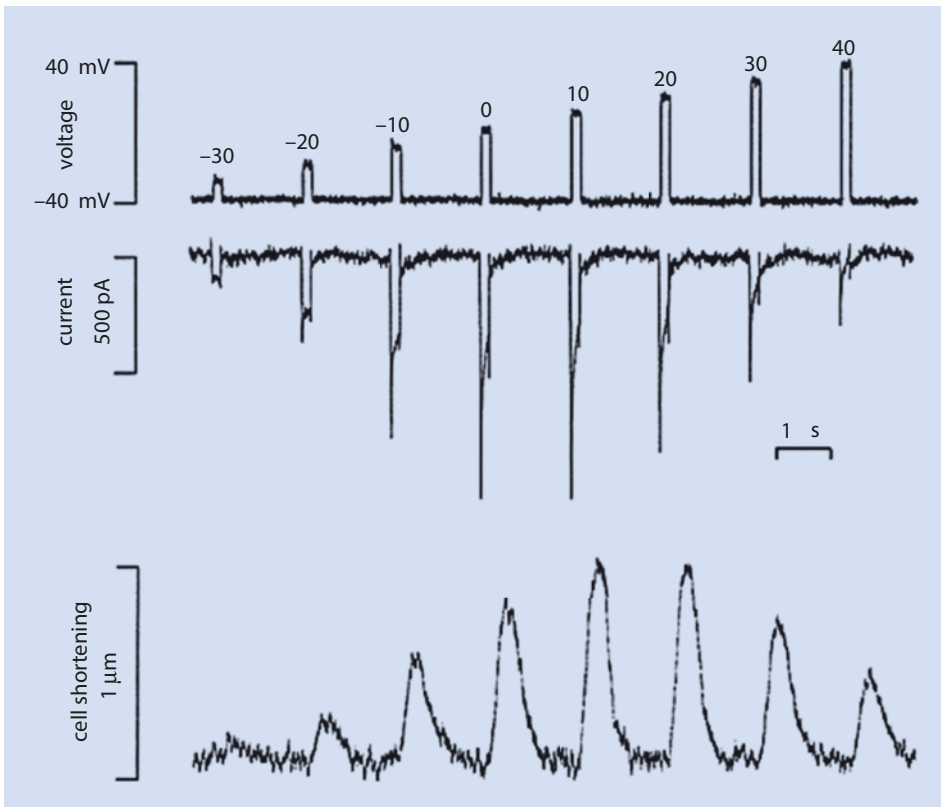 40 mV
voltage
–40 mV
–30
–20
–10
0
10
20
30
40
current
500 pA
1 s
cell shortening
1 μm